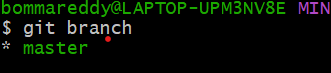 bommareddy@LAPTOP-UPM3NV8E MIN
$ git branch
* master